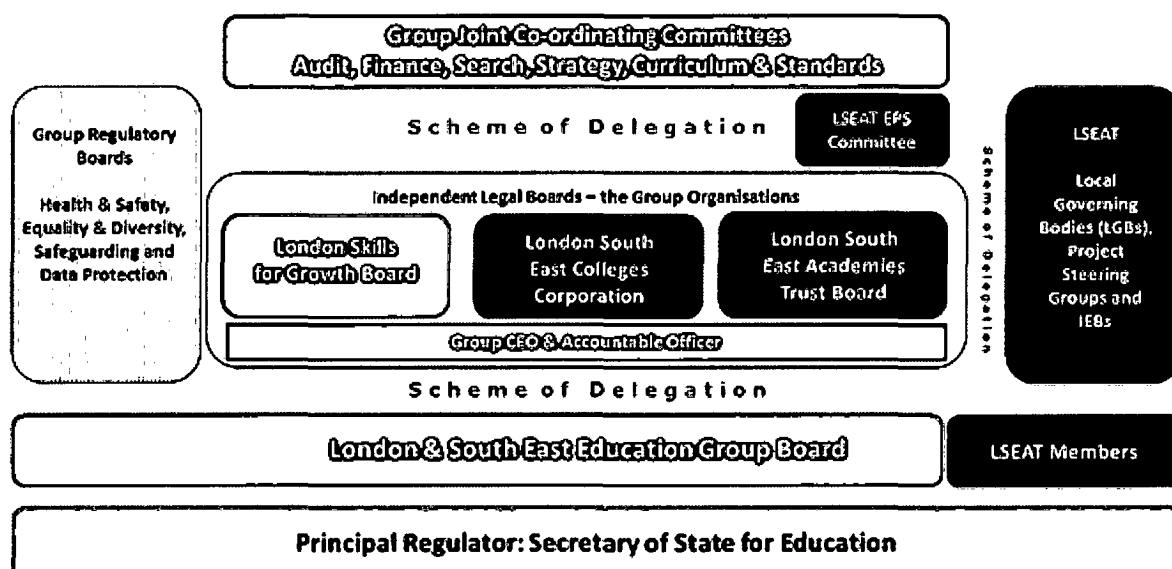 Group Joint Co-ordinating Committees
Audit, Finance, Search, Strategy, Curriculum & Standards
Group Regulatory
Boards
Health & Safety,
Equality & Diversity,
Safeguarding and
Data Protection
Scheme of Delegation
LSEAT EPS
Committee
Independent Legal Boards – the Group Organisations
London Skills
for Growth Board
London South
East Colleges
Corporation
London South
East Academies
Trust Board
Group CEO & Accountable Officer
Scheme of Delegation
LSEAT
Local
Governing
Bodies (LGBs),
Project
Steering
Groups and
IEBs
Scheme of Delegation
London & South East Education Group Board
LSEAT Members
Principal Regulator: Secretary of State for Education